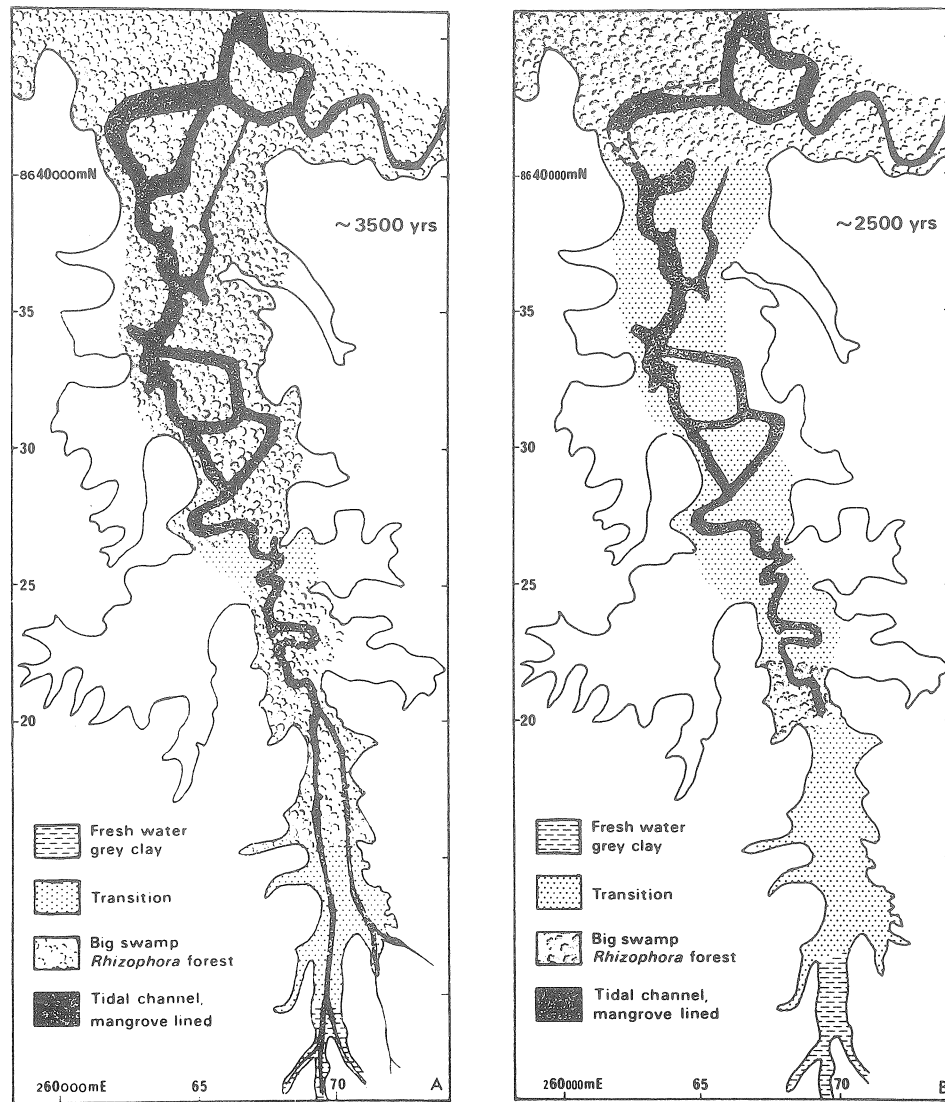 8640000mN
~3500 yrs
35
30
25
20
Fresh water
grey clay
Transition
Big swamp
Rhizophora forest
Tidal channel,
mangrove lined
260000mE
65
70
A
8640000mN
~2500 yrs
35
30
25
20
Fresh water
grey clay
Transition
Big swamp
Rhizophora forest
Tidal channel,
mangrove lined
260000mE
65
70
B